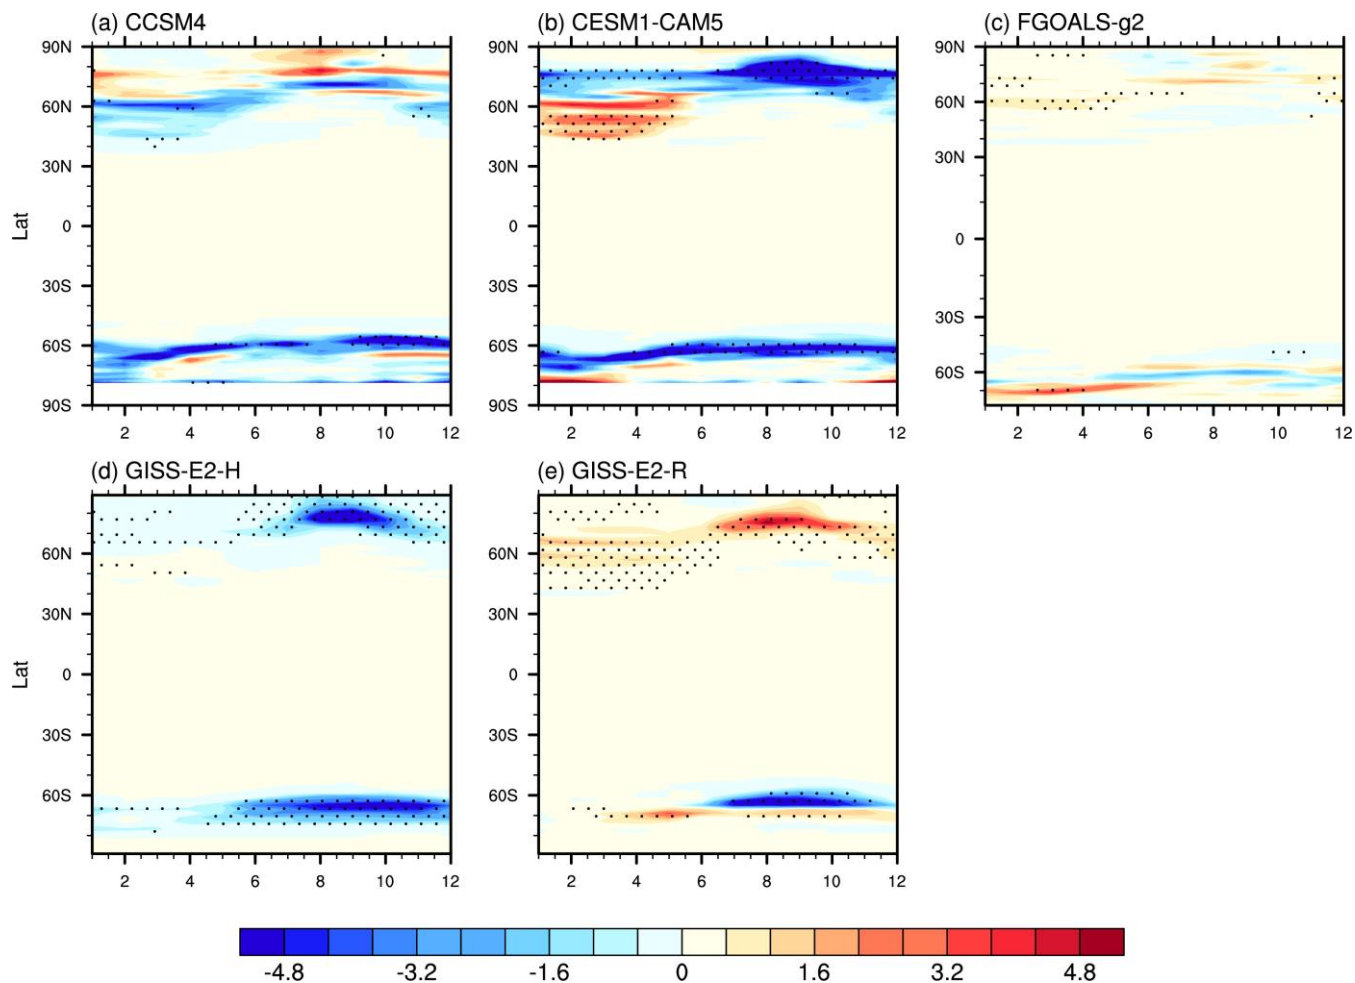 (a) CCSM4
(b) CESM1-CAM5
(c) FGOALS-g2
90N
60N
30N
0
30S
60S
90S
Lat
2 4 6 8 10 12
90N
60N
30N
0
30S
60S
90S
2 4 6 8 10 12
90N
60N
30N
0
30S
60S
2 4 6 8 10 12
(d) GISS-E2-H
(e) GISS-E2-R
60N
30N
0
30S
60S
Lat
2 4 6 8 10 12
60N
30N
0
30S
60S
2 4 6 8 10 12
-4.8 -3.2 -1.6 0 1.6 3.2 4.8